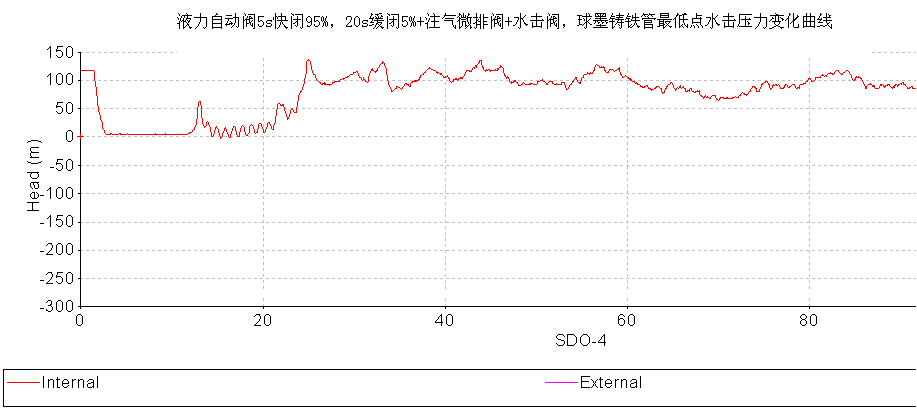 液力自动阀5s快闭95%，20s缓闭5%+注气微排阀+水击阀，球墨铸铁管最低点水击压力变化曲线
150
100
50
0
-50
-100
-150
-200
-250
-300
Head (m)
0 20 40 60 80
SDO-4
Internal External